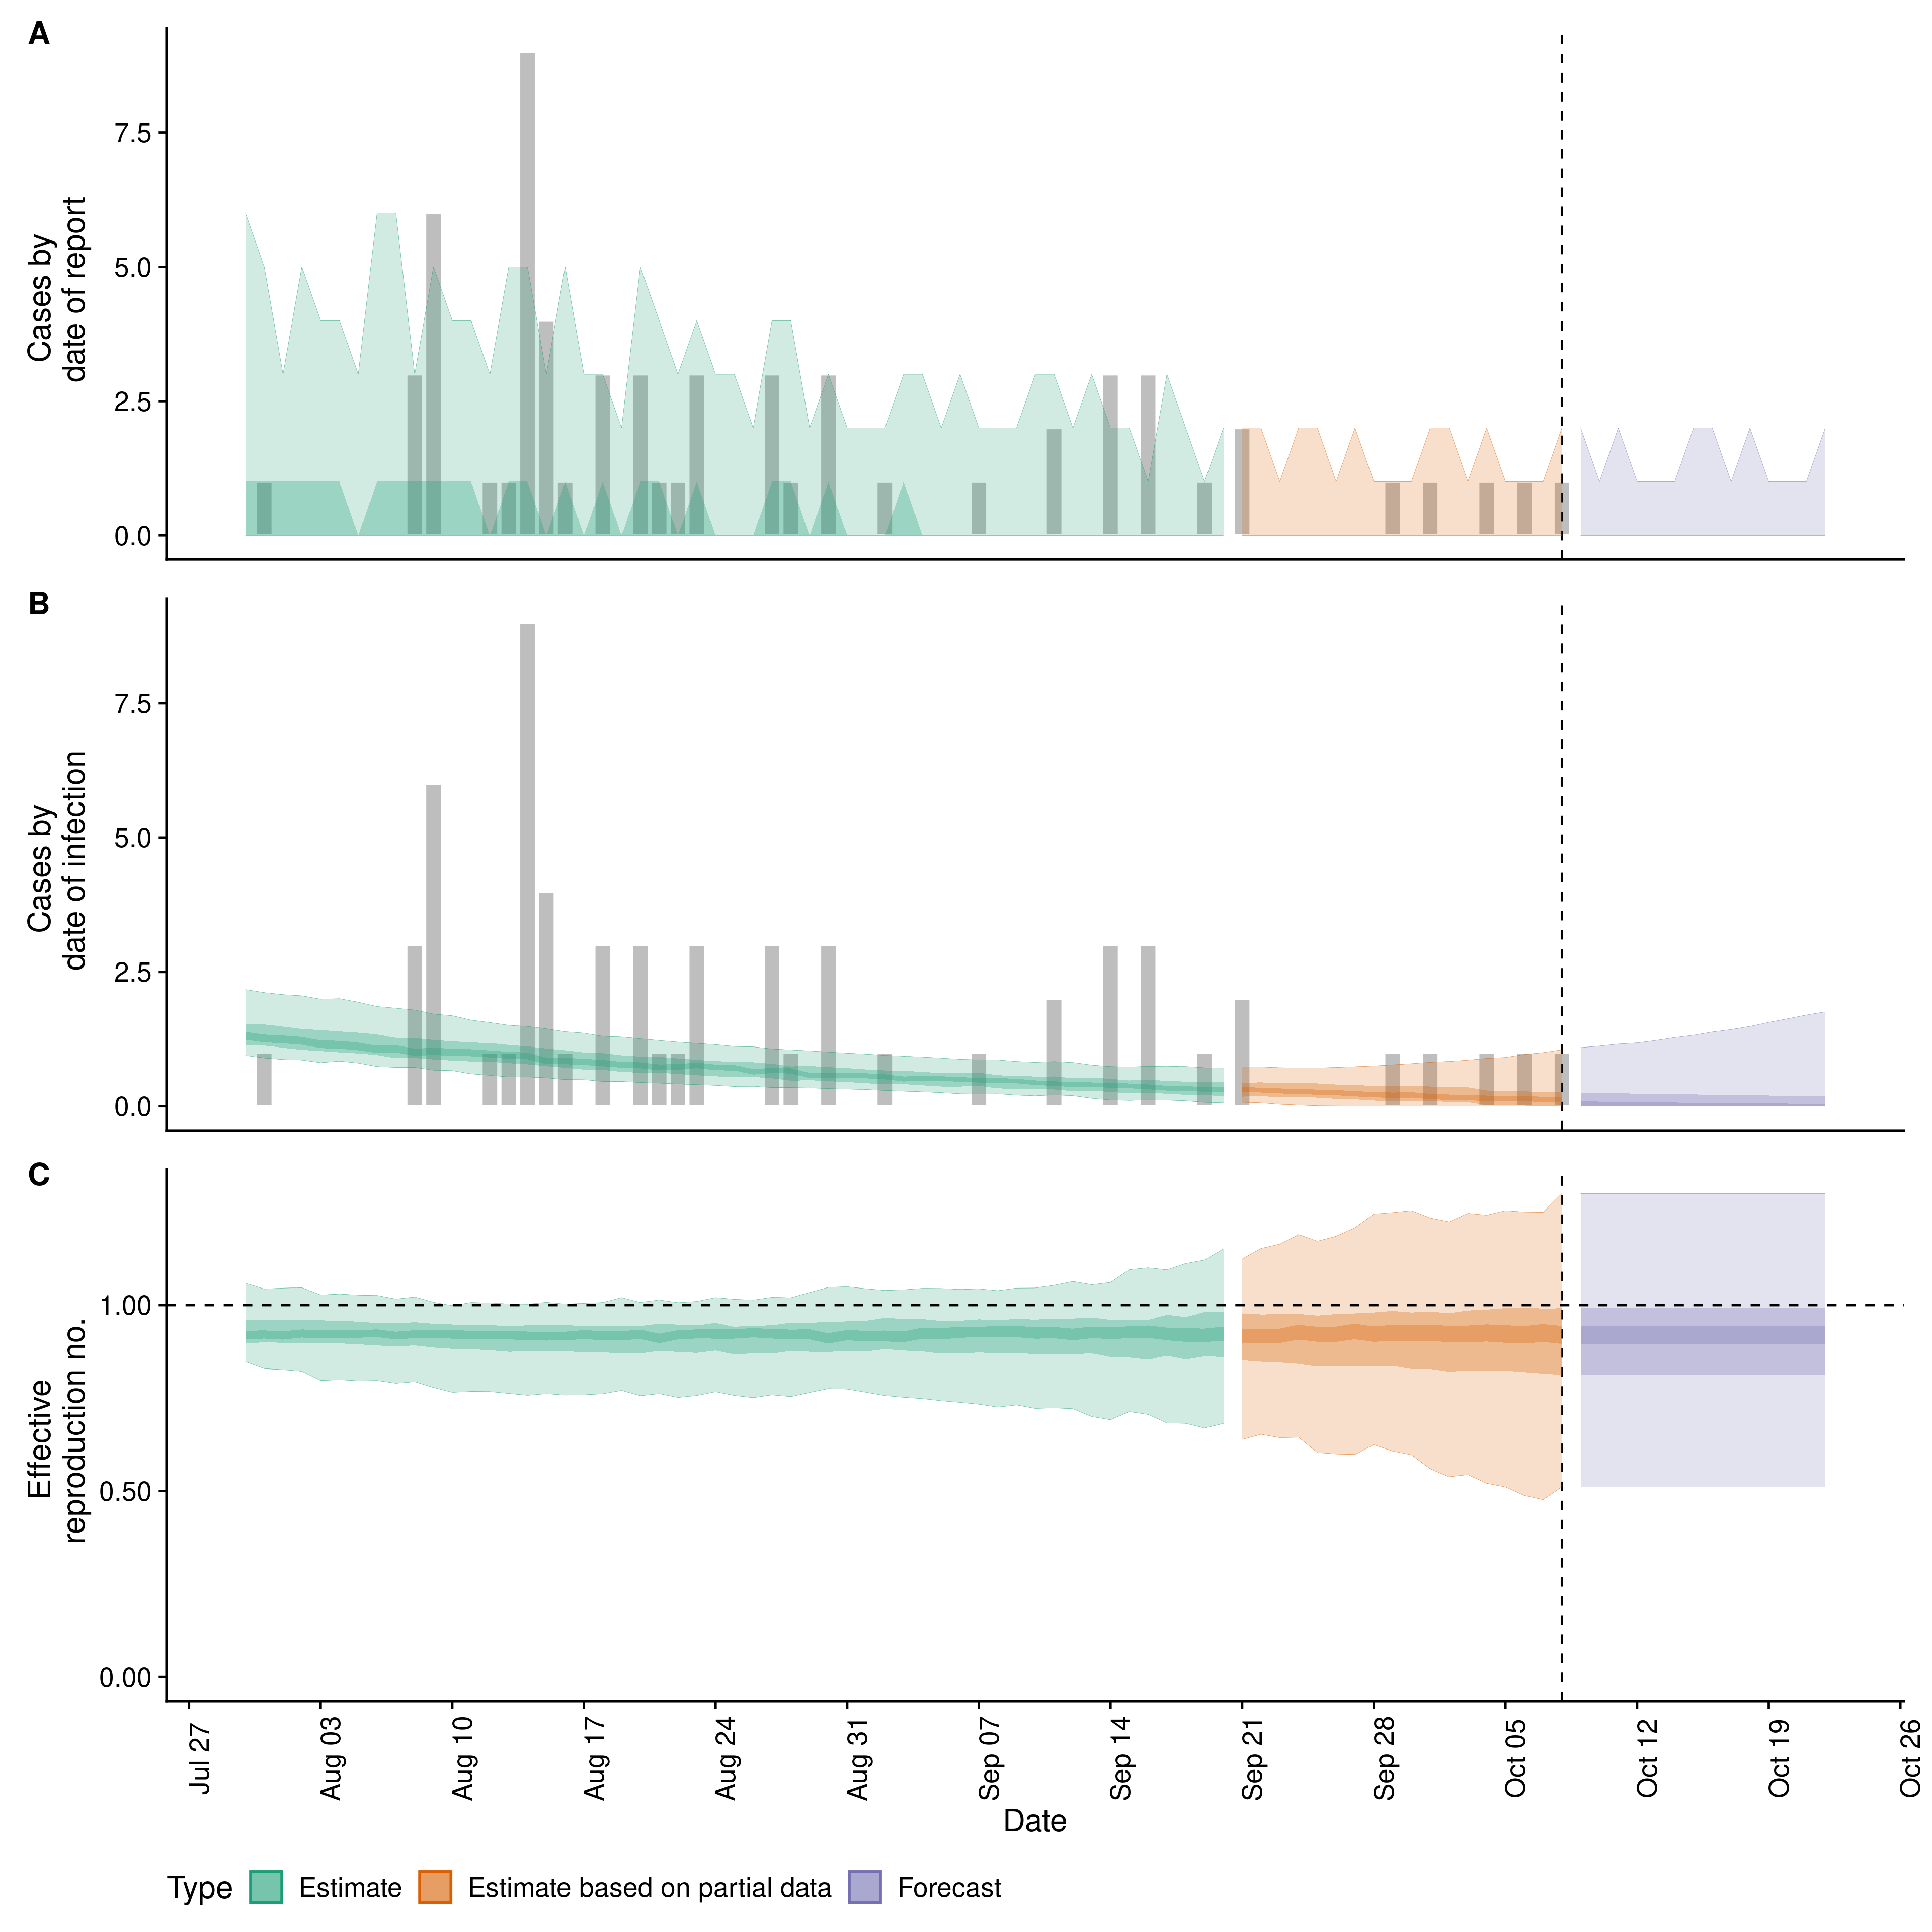 A
Cases by
date of report
7.5
5.0
2.5
0.0
B
Cases by
date of infection
7.5
5.0
2.5
0.0
C
Effective
reproduction no.
1.00
0.50
0.00
Jul 27
Aug 03
Aug 10
Aug 17
Aug 24
Aug 31
Sep 07
Sep 14
Sep 21
Sep 28
Oct 05
Oct 12
Oct 19
Oct 26
Date
Type Estimate Estimate based on partial data Forecast